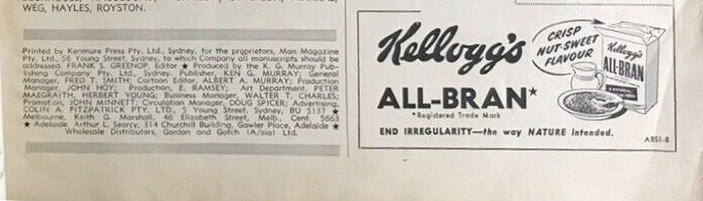 WEG, HAYLES, ROYSTON.
Printed by Kenmure Press Pty. Ltd., Sydney, for the proprietors, Man Magazine
Pty. Ltd., 56 Young Street, Sydney, to which Company all manuscripts should be
addressed. FRANK S. GREENOP, Editor ★ Produced by the K. G. Murray Pub-
lishing Company Pty. Ltd., Sydney. Publisher, KEN G. MURRAY; General
Manager, FRED T. SMITH; Cartoon Editor, ALBERT A. MURRAY; Production
Manager, JOHN HOY; Production, E. RAMSEY; Art Department, PETER
MAEGRAITH, HERBERT YOUNG; Business Manager, WALTER T. CHARLES;
Promotion, JOHN MINNETT; Circulation Manager, DOUG SPICER; Advertising,
COLIN A. FITZPATRICK PTY. LTD., 5 Young Street, Sydney, BU 5137 ★
Melbourne, Keith G. Marshall, 46 Elizabeth Street, Melb., Cent. 5663
★ Adelaide, Arthur L. Searcy, 314 Churchill Building, Gawler Place, Adelaide ★
Wholesale Distributors, Gordon and Gotch (A/sia) Ltd.
Kellogg's
ALL-BRAN*
*Registered Trade Mark
END IRREGULARITY—the way NATURE intended.
CRISP
NUT-SWEET
FLAVOUR
Kellogg's
ALL-BRAN
AB51-8